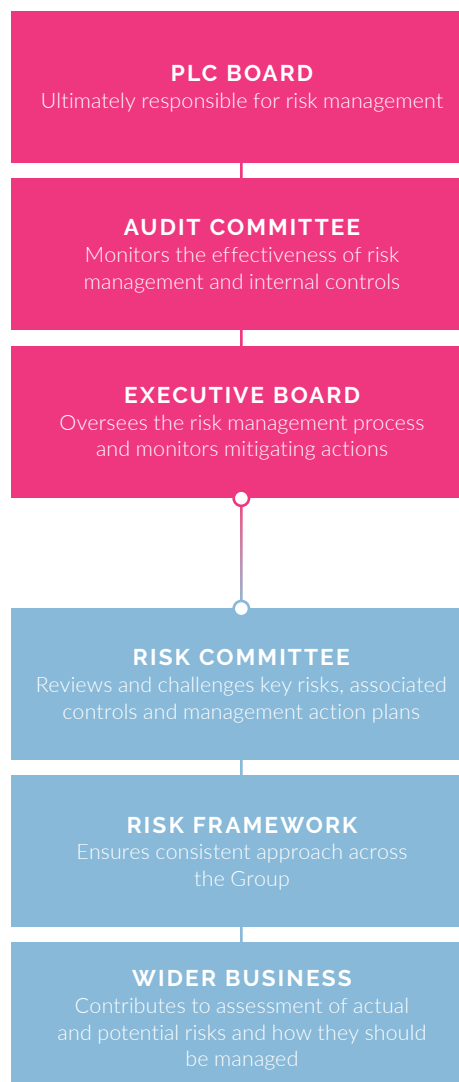 PLC BOARD
Ultimately responsible for risk management
AUDIT COMMITTEE
Monitors the effectiveness of risk
management and internal controls
EXECUTIVE BOARD
Oversees the risk management process
and monitors mitigating actions
RISK COMMITTEE
Reviews and challenges key risks, associated
controls and management action plans
RISK FRAMEWORK
Ensures consistent approach across
the Group
WIDER BUSINESS
Contributes to assessment of actual
and potential risks and how they should
be managed